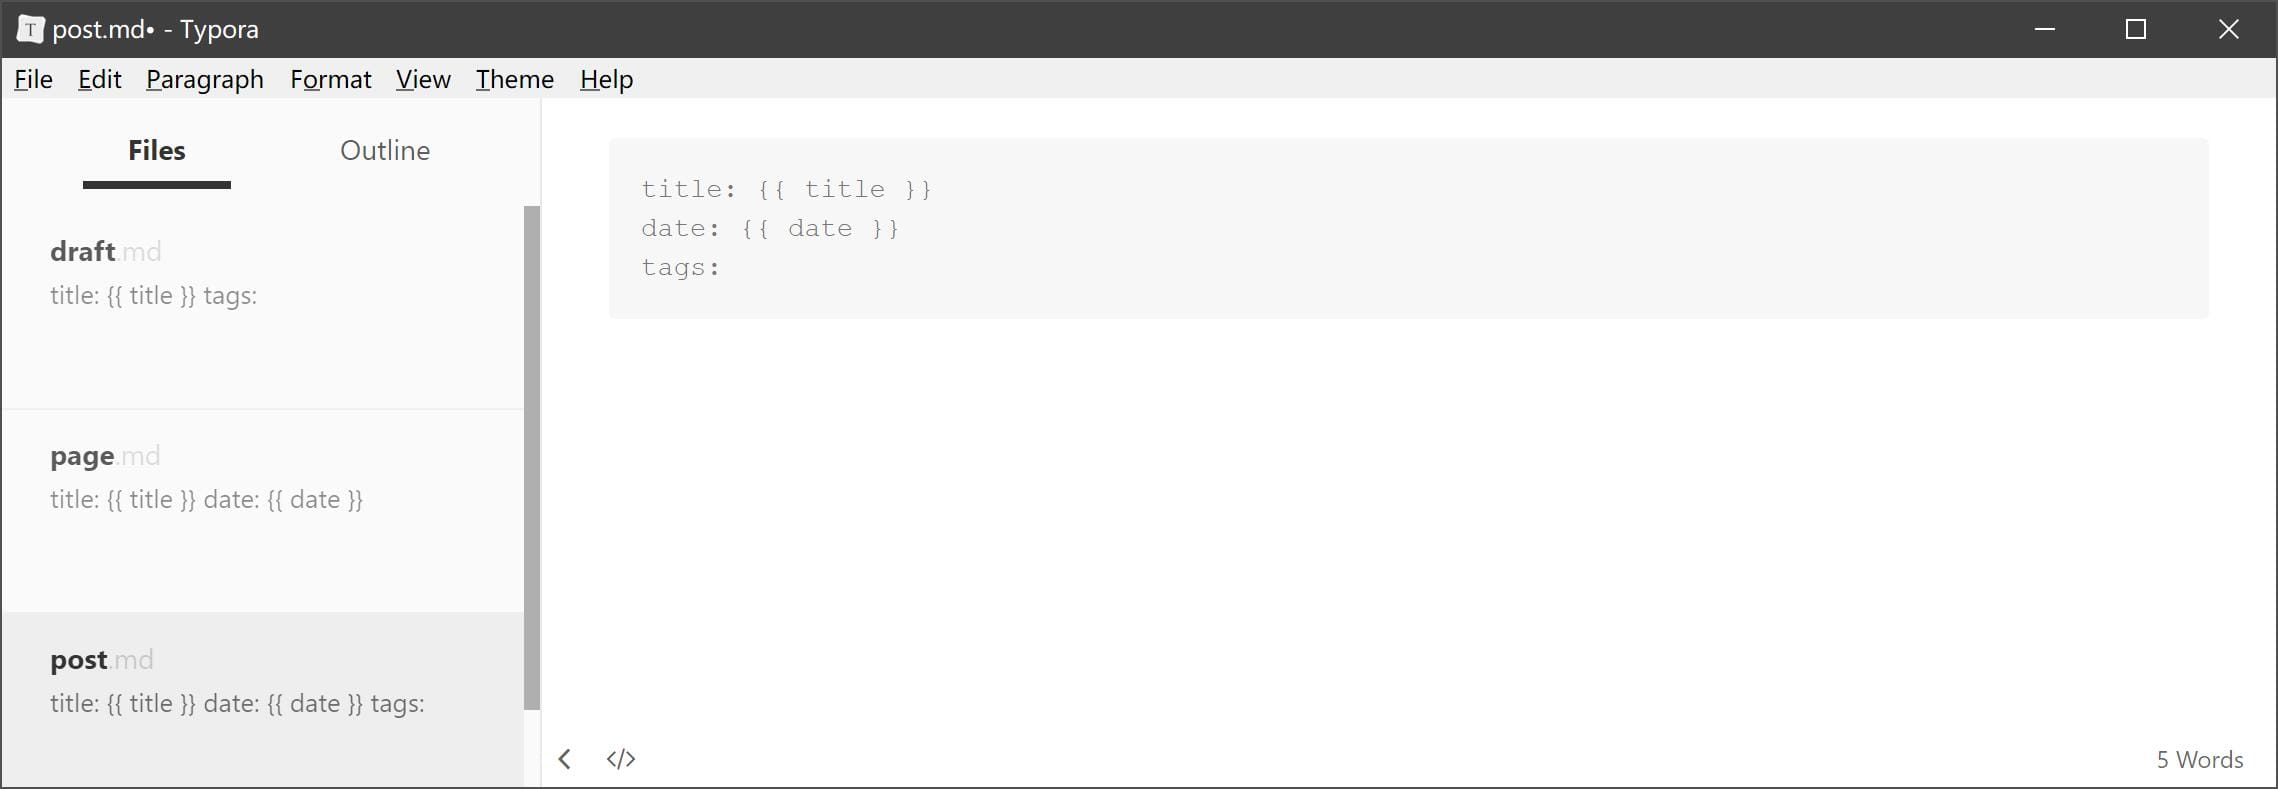 T post.md• - Typora
File Edit Paragraph Format View Theme Help
Files Outline
draft.md
title: {{ title }} tags:
page.md
title: {{ title }} date: {{ date }}
post.md
title: {{ title }} date: {{ date }} tags:
title: {{ title }}
date: {{ date }}
tags:
</> 5 Words